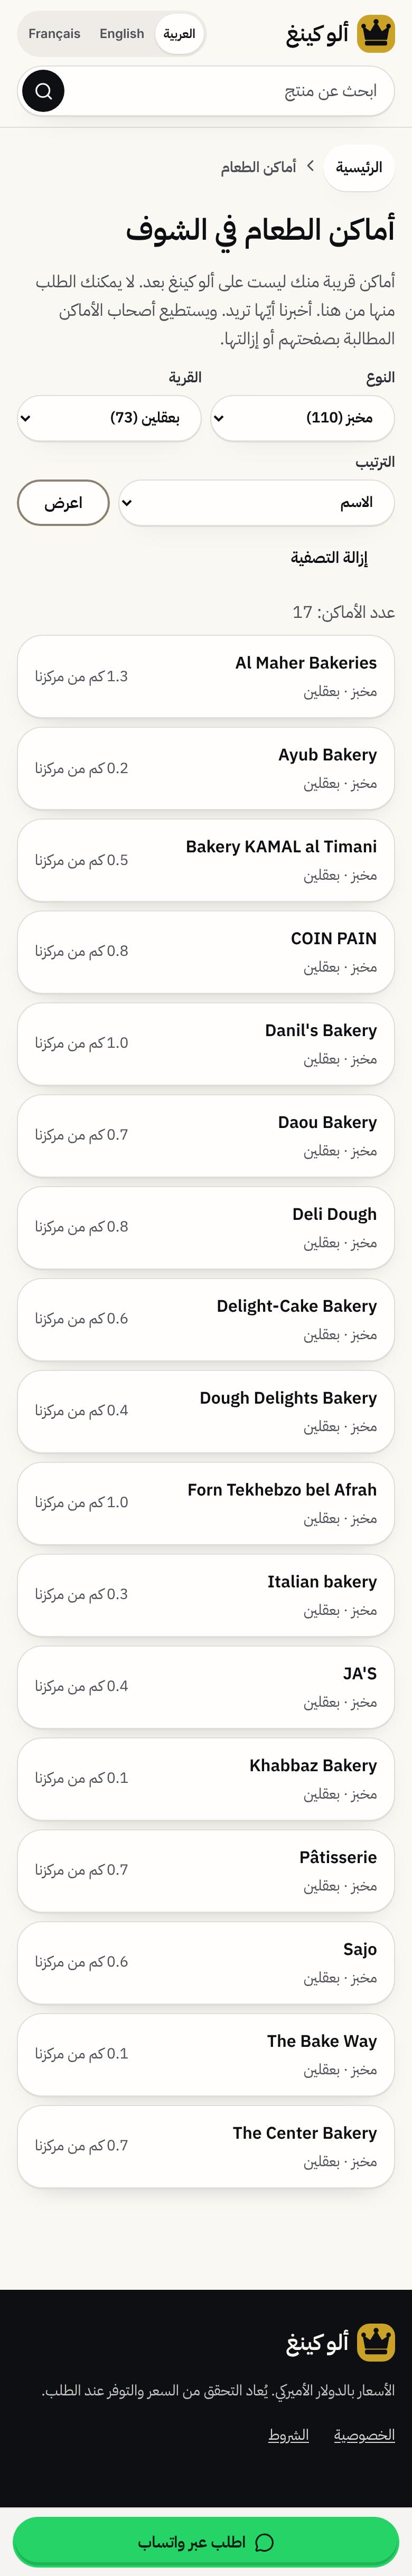 ألو كينغ
العربية English Français
ابحث عن منتج
الرئيسية
أماكن الطعام
أماكن الطعام في الشوف
أماكن قريبة منك ليست على ألو كينغ بعد. لا يمكنك الطلب
منها من هنا. أخبرنا أيّها تريد. ويستطيع أصحاب الأماكن
المطالبة بصفحتهم أو إزالتها.
النوع
القرية
مخبز (110)
بعقلين (73)
الترتيب
الاسم
اعرض
إزالة التصفية
عدد الأماكن: 17
Al Maher Bakeries
مخبز · بعقلين
1.3 كم من مركزنا
Ayub Bakery
مخبز · بعقلين
0.2 كم من مركزنا
Bakery KAMAL al Timani
مخبز · بعقلين
0.5 كم من مركزنا
COIN PAIN
مخبز · بعقلين
0.8 كم من مركزنا
Danil's Bakery
مخبز · بعقلين
1.0 كم من مركزنا
Daou Bakery
مخبز · بعقلين
0.7 كم من مركزنا
Deli Dough
مخبز · بعقلين
0.8 كم من مركزنا
Delight-Cake Bakery
مخبز · بعقلين
0.6 كم من مركزنا
Dough Delights Bakery
مخبز · بعقلين
0.4 كم من مركزنا
Forn Tekhebzo bel Afrah
مخبز · بعقلين
1.0 كم من مركزنا
Italian bakery
مخبز · بعقلين
0.3 كم من مركزنا
JA'S
مخبز · بعقلين
0.4 كم من مركزنا
Khabbaz Bakery
مخبز · بعقلين
0.1 كم من مركزنا
Pâtisserie
مخبز · بعقلين
0.7 كم من مركزنا
Sajo
مخبز · بعقلين
0.6 كم من مركزنا
The Bake Way
مخبز · بعقلين
0.1 كم من مركزنا
The Center Bakery
مخبز · بعقلين
0.7 كم من مركزنا
ألو كينغ
الأسعار بالدولار الأميركي. يُعاد التحقق من السعر والتوفر عند الطلب.
الخصوصية
الشروط
اطلب عبر واتساب